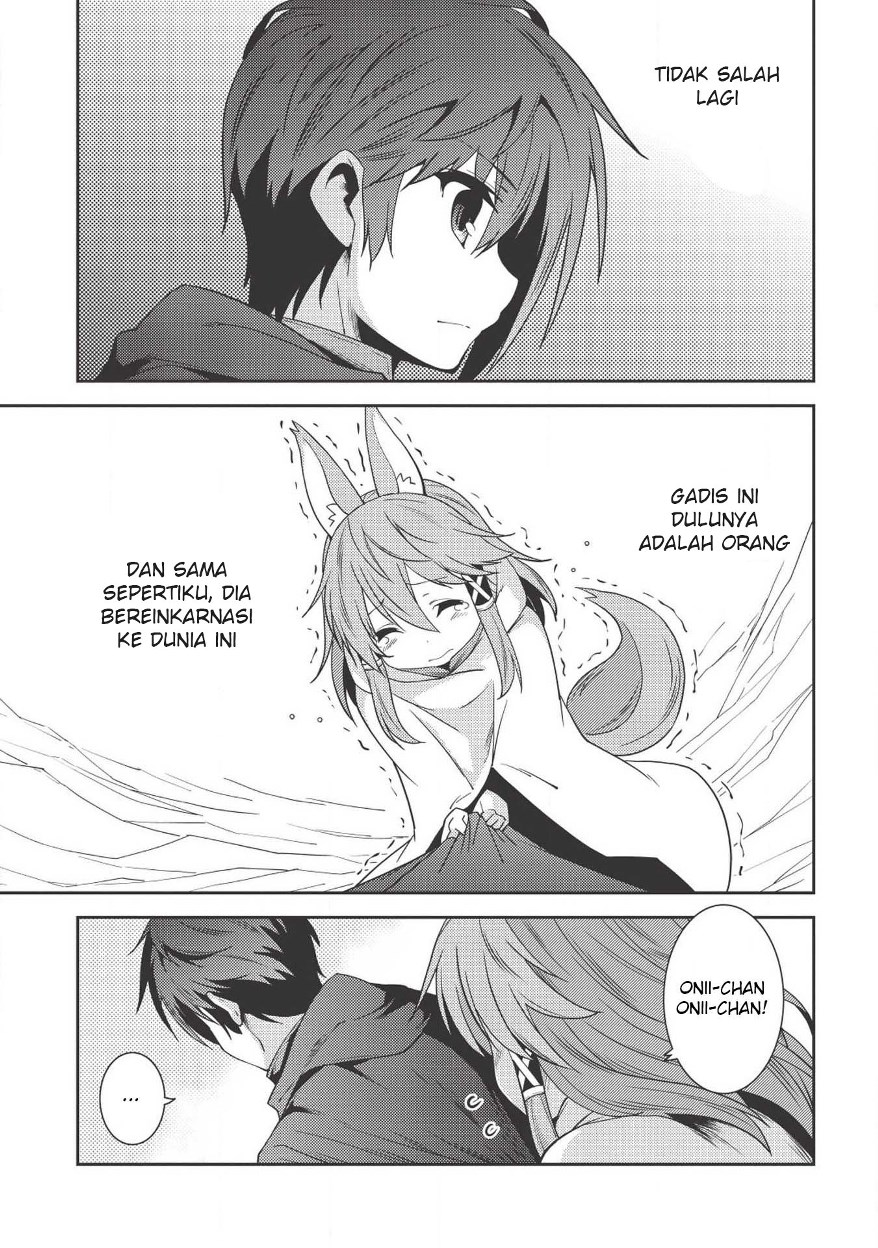 TIDAK SALAH
LAGI
GADIS INI
DULUNYA
ADALAH ORANG
DAN SAMA
SEPERTIKU, DIA
BEREINKARNASI
KE DUNIA INI
ONII-CHAN
ONII-CHAN!
...